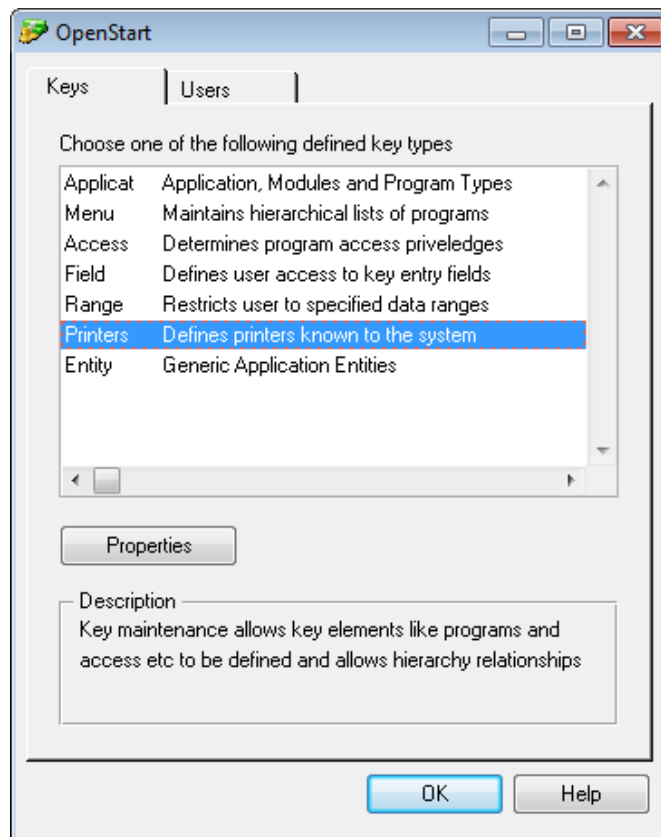 OpenStart
Keys Users
Choose one of the following defined key types
Applicat Application, Modules and Program Types
Menu Maintains hierarchical lists of programs
Access Determines program access priveledges
Field Defines user access to key entry fields
Range Restricts user to specified data ranges
Printers Defines printers known to the system
Entity Generic Application Entities
Properties
Description
Key maintenance allows key elements like programs and
access etc to be defined and allows hierarchy relationships
OK Help